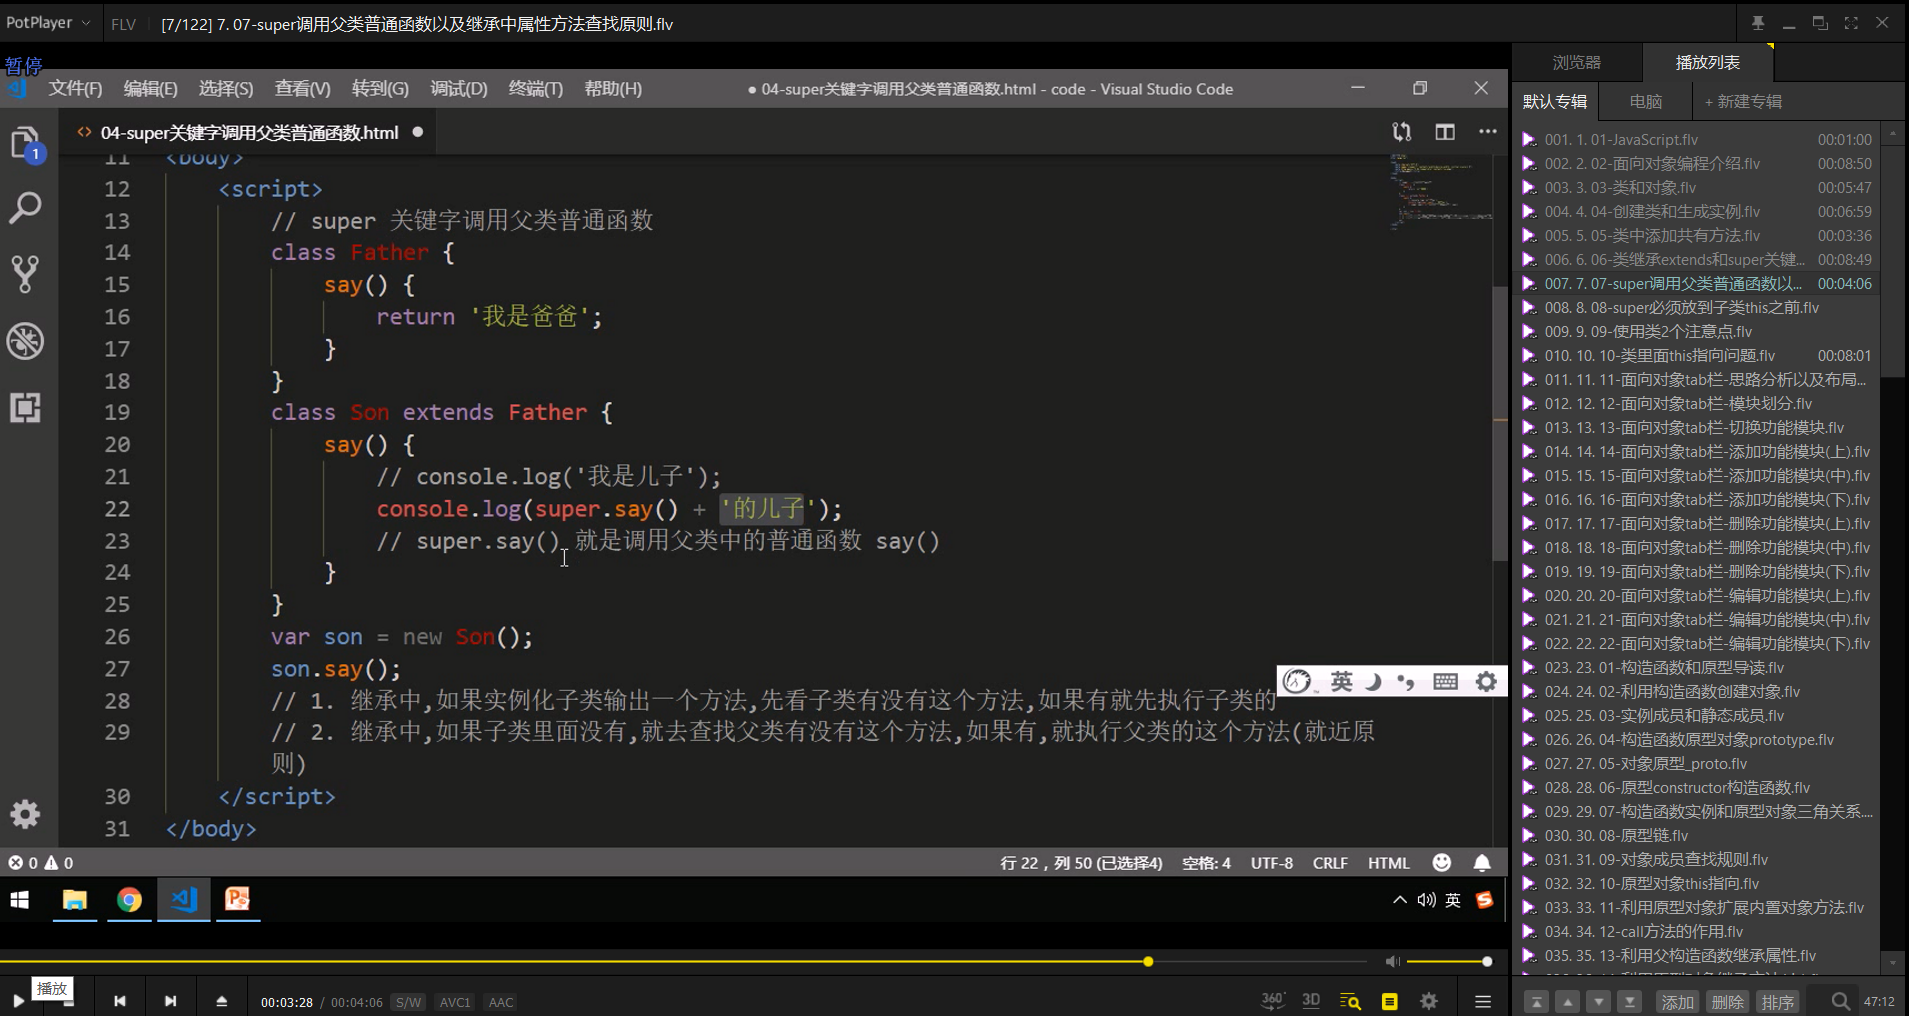 PotPlayer FLV [7/122] 7. 07-super调用父类普通函数以及继承中属性方法查找原则.flv
暂停
文件(F) 编辑(E) 选择(S) 查看(V) 转到(G) 调试(D) 终端(T) 帮助(H) ● 04-super关键字调用父类普通函数.html - code - Visual Studio Code
<> 04-super关键字调用父类普通函数.html ●
1
11 <body>
12 <script>
13 // super 关键字调用父类普通函数
14 class Father {
15 say() {
16 return '我是爸爸';
17 }
18 }
19 class Son extends Father {
20 say() {
21 // console.log('我是儿子');
22 console.log(super.say() + '的儿子');
23 // super.say() 就是调用父类中的普通函数 say()
24 }
25 }
26 var son = new Son();
27 son.say();
28 // 1. 继承中,如果实例化子类输出一个方法,先看子类有没有这个方法,如果有就先执行子类的
29 // 2. 继承中,如果子类里面没有,就去查找父类有没有这个方法,如果有,就执行父类的这个方法(就近原
则)
30 </script>
31 </body>
英
0 0 行 22，列 50 (已选择4) 空格: 4 UTF-8 CRLF HTML
英
播放
00:03:28 / 00:04:06 S/W AVC1 AAC
360° 3D
浏览器 播放列表
默认专辑 电脑 + 新建专辑
001. 1. 01-JavaScript.flv 00:01:00
002. 2. 02-面向对象编程介绍.flv 00:08:50
003. 3. 03-类和对象.flv 00:05:47
004. 4. 04-创建类和生成实例.flv 00:06:59
005. 5. 05-类中添加共有方法.flv 00:03:36
006. 6. 06-类继承extends和super关键... 00:08:49
007. 7. 07-super调用父类普通函数以... 00:04:06
008. 8. 08-super必须放到子类this之前.flv
009. 9. 09-使用类2个注意点.flv
010. 10. 10-类里面this指向问题.flv 00:08:01
011. 11. 11-面向对象tab栏-思路分析以及布局...
012. 12. 12-面向对象tab栏-模块划分.flv
013. 13. 13-面向对象tab栏-切换功能模块.flv
014. 14. 14-面向对象tab栏-添加功能模块(上).flv
015. 15. 15-面向对象tab栏-添加功能模块(中).flv
016. 16. 16-面向对象tab栏-添加功能模块(下).flv
017. 17. 17-面向对象tab栏-删除功能模块(上).flv
018. 18. 18-面向对象tab栏-删除功能模块(中).flv
019. 19. 19-面向对象tab栏-删除功能模块(下).flv
020. 20. 20-面向对象tab栏-编辑功能模块(上).flv
021. 21. 21-面向对象tab栏-编辑功能模块(中).flv
022. 22. 22-面向对象tab栏-编辑功能模块(下).flv
023. 23. 01-构造函数和原型导读.flv
024. 24. 02-利用构造函数创建对象.flv
025. 25. 03-实例成员和静态成员.flv
026. 26. 04-构造函数原型对象prototype.flv
027. 27. 05-对象原型_proto.flv
028. 28. 06-原型constructor构造函数.flv
029. 29. 07-构造函数实例和原型对象三角关系....
030. 30. 08-原型链.flv
031. 31. 09-对象成员查找规则.flv
032. 32. 10-原型对象this指向.flv
033. 33. 11-利用原型对象扩展内置对象方法.flv
034. 34. 12-call方法的作用.flv
035. 35. 13-利用父构造函数继承属性.flv
添加 删除 排序 47:12